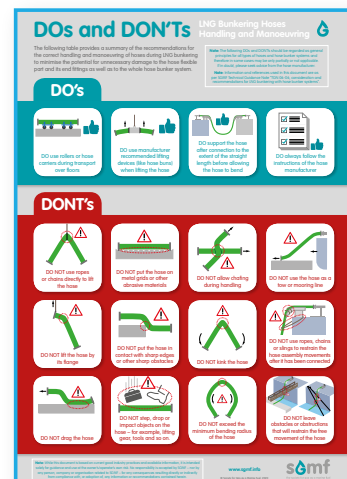 DOs and DON'Ts
LNG Bunkering Hoses
Handling and Manoeuvring
The following table provides a summary of the recommendations for
the correct handling and manoeuvring of hoses during LNG bunkering
to minimise the potential for unnecessary damage to the hose flexible
part and its end fittings as well as to the whole hose bunker system.
DO's
DO use rollers or hose
carriers during transport
over floors
DO use manufacturer
recommended lifting
devices like hose bond
when lifting the hose
DO support the hose
after connection to the
extent of the straight
length before allowing
the hose to bend
DO always follow the
instructions of the hose
manufacturer
DONT's
DO NOT use ropes
or chains directly to lift
the hose
DO NOT put the hose on
metal grids or other
abrasive materials
DO NOT allow chafing
during handling
DO NOT use the hose as a
tow or mooring line
DO NOT lift the hose by
its flange
DO NOT put the hose in
contact with sharp edges
or other sharp obstacles
DO NOT kink the hose
DO NOT use ropes, chains
or slings to restrain the
hose assembly movements
after it has been connected
DO NOT drag the hose
DO NOT step, drop or
impact objects on the
hose – for example, lifting
gear, tools and so on.
DO NOT exceed the
minimum bending radius
of the hose
DO NOT leave
obstacles or obstructions
that will restrain the free
movement of the hose
www.sgmf.info
sgmf